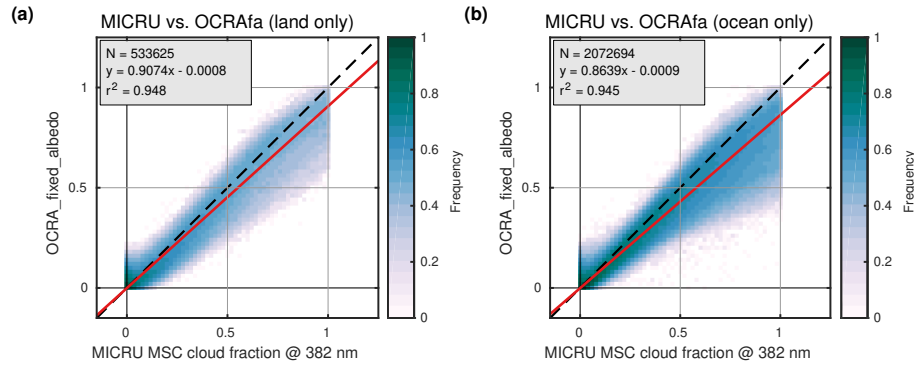 (a)
MICRU vs. OCRAfa (land only)
N = 533625
y = 0.9074x - 0.0008
r² = 0.948
1
0.5
0
OCRA_fixed_albedo
0
0.5
1
MICRU MSC cloud fraction @ 382 nm
1
0.8
0.6
0.4
0.2
0
Frequency
(b)
MICRU vs. OCRAfa (ocean only)
N = 2072694
y = 0.8639x - 0.0009
r² = 0.945
1
0.5
0
OCRA_fixed_albedo
0
0.5
1
MICRU MSC cloud fraction @ 382 nm
1
0.8
0.6
0.4
0.2
0
Frequency